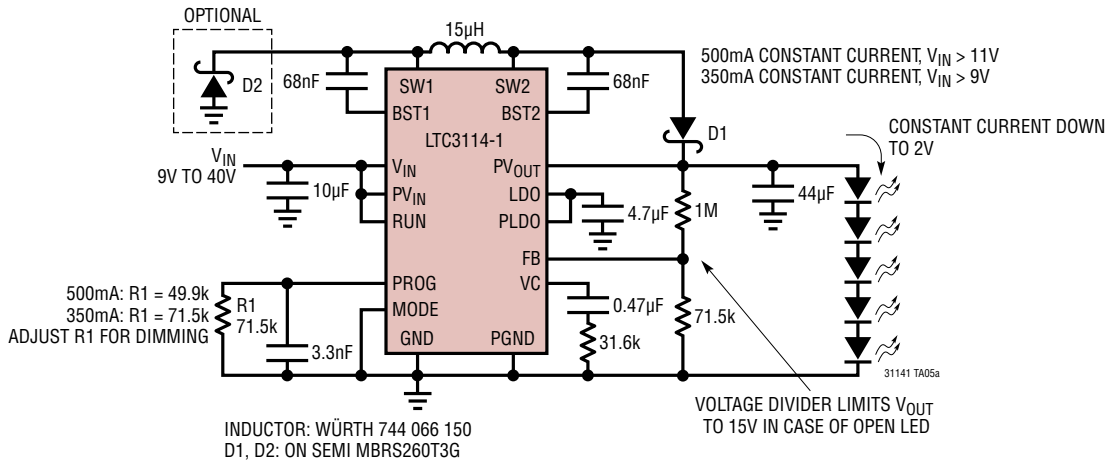 OPTIONAL
15µH
D2
68nF
SW1
SW2
68nF
500mA CONSTANT CURRENT, VIN > 11V
350mA CONSTANT CURRENT, VIN > 9V
BST1
BST2
LTC3114-1
D1
CONSTANT CURRENT DOWN
TO 2V
VIN
9V TO 40V
10µF
VIN
PVIN
RUN
PVOUT
LDO
PLDO
4.7µF
1M
44µF
FB
VC
PROG
MODE
500mA: R1 = 49.9k
350mA: R1 = 71.5k
ADJUST R1 FOR DIMMING
R1
71.5k
3.3nF
0.47µF
31.6k
71.5k
GND
PGND
31141 TA05a
VOLTAGE DIVIDER LIMITS VOUT
TO 15V IN CASE OF OPEN LED
INDUCTOR: WÜRTH 744 066 150
D1, D2: ON SEMI MBRS260T3G